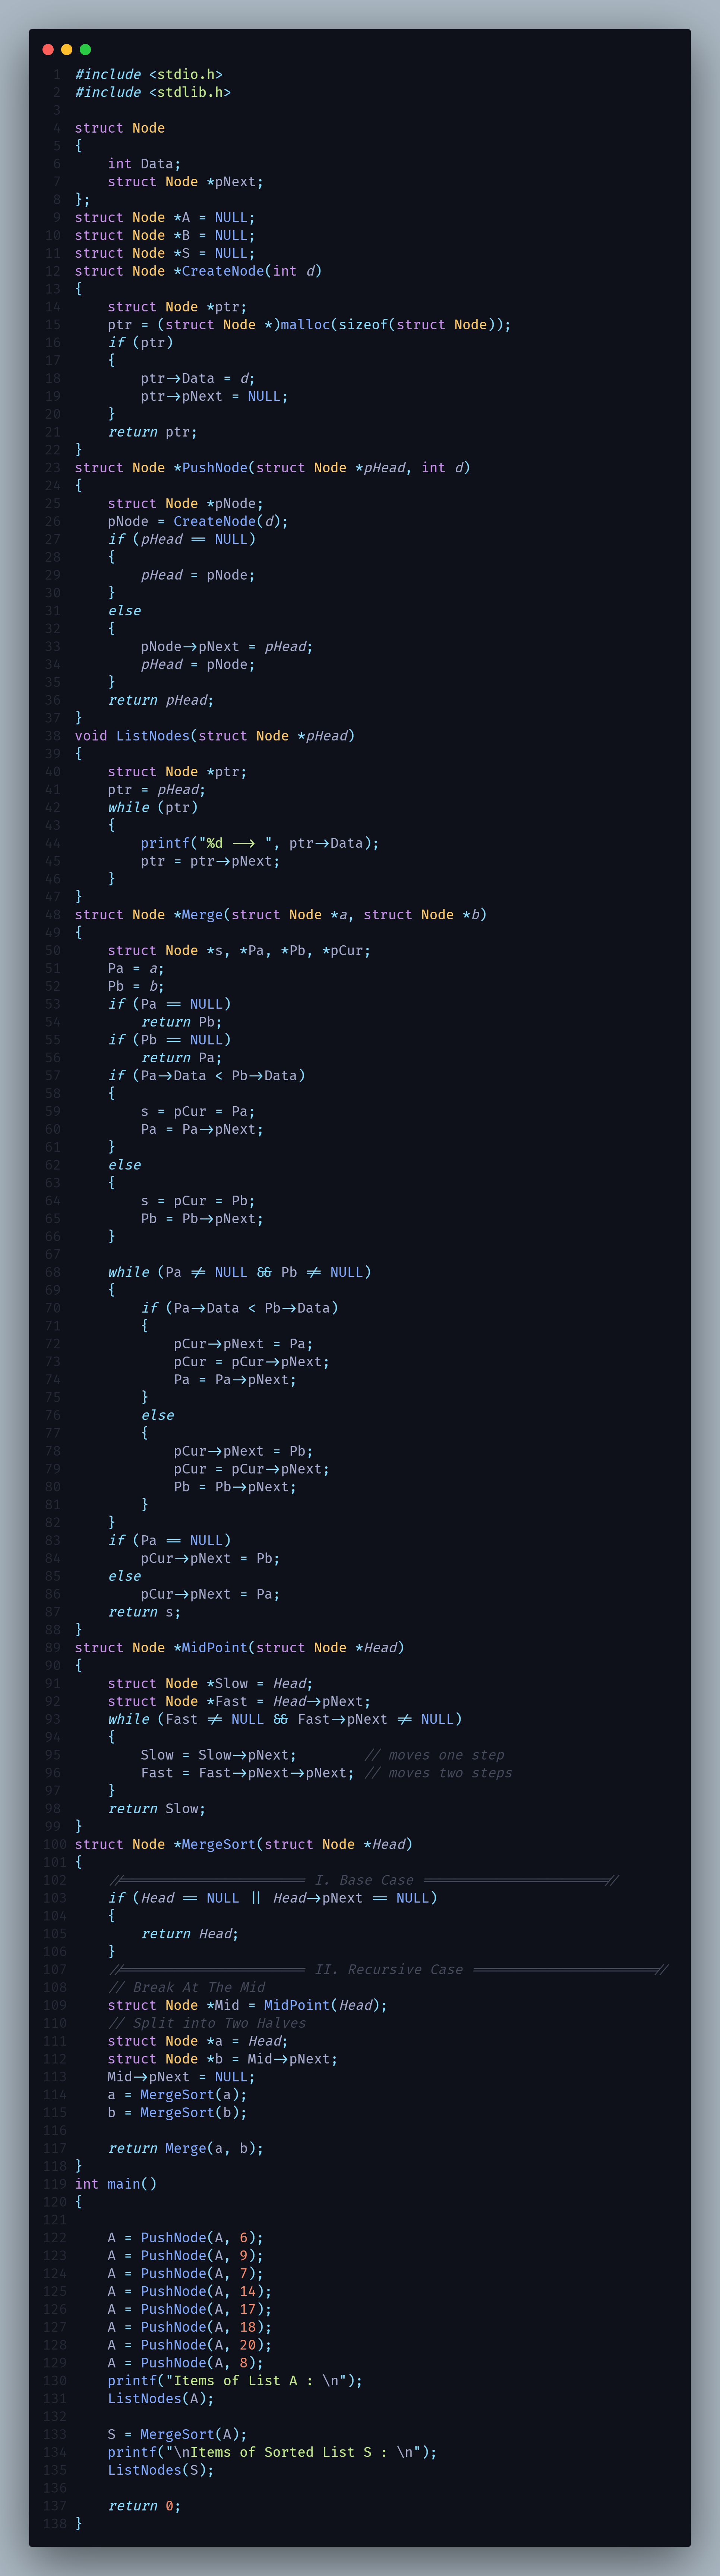 1 #include <stdio.h>
2 #include <stdlib.h>
3
4 struct Node
5 {
6     int Data;
7     struct Node *pNext;
8 };
9 struct Node *A = NULL;
10 struct Node *B = NULL;
11 struct Node *S = NULL;
12 struct Node *CreateNode(int d)
13 {
14     struct Node *ptr;
15     ptr = (struct Node *)malloc(sizeof(struct Node));
16     if (ptr)
17     {
18         ptr->Data = d;
19         ptr->pNext = NULL;
20     }
21     return ptr;
22 }
23 struct Node *PushNode(struct Node *pHead, int d)
24 {
25     struct Node *pNode;
26     pNode = CreateNode(d);
27     if (pHead == NULL)
28     {
29         pHead = pNode;
30     }
31     else
32     {
33         pNode->pNext = pHead;
34         pHead = pNode;
35     }
36     return pHead;
37 }
38 void ListNodes(struct Node *pHead)
39 {
40     struct Node *ptr;
41     ptr = pHead;
42     while (ptr)
43     {
44         printf("%d --> ", ptr->Data);
45         ptr = ptr->pNext;
46     }
47 }
48 struct Node *Merge(struct Node *a, struct Node *b)
49 {
50     struct Node *s, *Pa, *Pb, *pCur;
51     Pa = a;
52     Pb = b;
53     if (Pa == NULL)
54         return Pb;
55     if (Pb == NULL)
56         return Pa;
57     if (Pa->Data < Pb->Data)
58     {
59         s = pCur = Pa;
60         Pa = Pa->pNext;
61     }
62     else
63     {
64         s = pCur = Pb;
65         Pb = Pb->pNext;
66     }
67
68     while (Pa != NULL && Pb != NULL)
69     {
70         if (Pa->Data < Pb->Data)
71         {
72             pCur->pNext = Pa;
73             pCur = pCur->pNext;
74             Pa = Pa->pNext;
75         }
76         else
77         {
78             pCur->pNext = Pb;
79             pCur = pCur->pNext;
80             Pb = Pb->pNext;
81         }
82     }
83     if (Pa == NULL)
84         pCur->pNext = Pb;
85     else
86         pCur->pNext = Pa;
87     return s;
88 }
89 struct Node *MidPoint(struct Node *Head)
90 {
91     struct Node *Slow = Head;
92     struct Node *Fast = Head->pNext;
93     while (Fast != NULL && Fast->pNext != NULL)
94     {
95         Slow = Slow->pNext;        // moves one step
96         Fast = Fast->pNext->pNext; // moves two steps
97     }
98     return Slow;
99 }
100 struct Node *MergeSort(struct Node *Head)
101 {
102     //====================== I. Base Case ======================//
103     if (Head == NULL || Head->pNext == NULL)
104     {
105         return Head;
106     }
107     //====================== II. Recursive Case ======================//
108     // Break At The Mid
109     struct Node *Mid = MidPoint(Head);
110     // Split into Two Halves
111     struct Node *a = Head;
112     struct Node *b = Mid->pNext;
113     Mid->pNext = NULL;
114     a = MergeSort(a);
115     b = MergeSort(b);
116
117     return Merge(a, b);
118 }
119 int main()
120 {
121
122     A = PushNode(A, 6);
123     A = PushNode(A, 9);
124     A = PushNode(A, 7);
125     A = PushNode(A, 14);
126     A = PushNode(A, 17);
127     A = PushNode(A, 18);
128     A = PushNode(A, 20);
129     A = PushNode(A, 8);
130     printf("Items of List A : \n");
131     ListNodes(A);
132
133     S = MergeSort(A);
134     printf("\nItems of Sorted List S : \n");
135     ListNodes(S);
136
137     return 0;
138 }